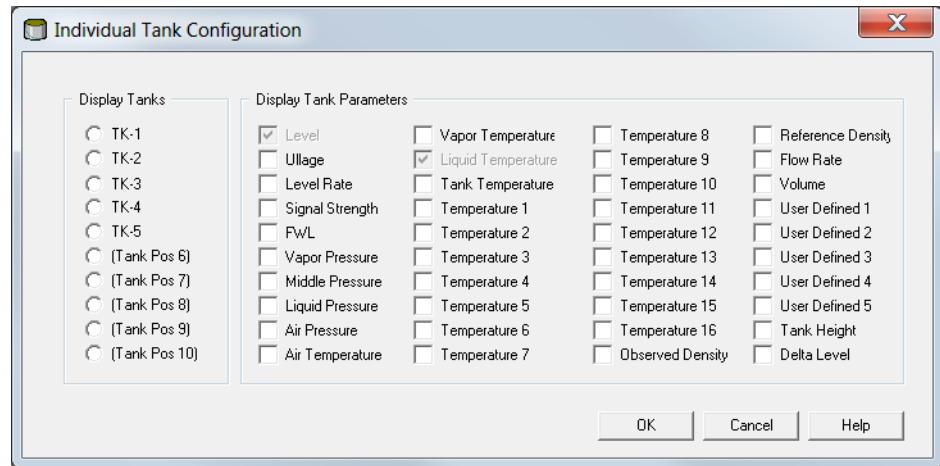 Individual Tank Configuration
X
Display Tanks
TK-1
TK-2
TK-3
TK-4
TK-5
(Tank Pos 6)
(Tank Pos 7)
(Tank Pos 8)
(Tank Pos 9)
(Tank Pos 10)
Display Tank Parameters
Level
Ullage
Level Rate
Signal Strength
FWL
Vapor Pressure
Middle Pressure
Liquid Pressure
Air Pressure
Air Temperature
Vapor Temperature
Liquid Temperature
Tank Temperature
Temperature 1
Temperature 2
Temperature 3
Temperature 4
Temperature 5
Temperature 6
Temperature 7
Temperature 8
Temperature 9
Temperature 10
Temperature 11
Temperature 12
Temperature 13
Temperature 14
Temperature 15
Temperature 16
Observed Density
Reference Density
Flow Rate
Volume
User Defined 1
User Defined 2
User Defined 3
User Defined 4
User Defined 5
Tank Height
Delta Level
OK
Cancel
Help